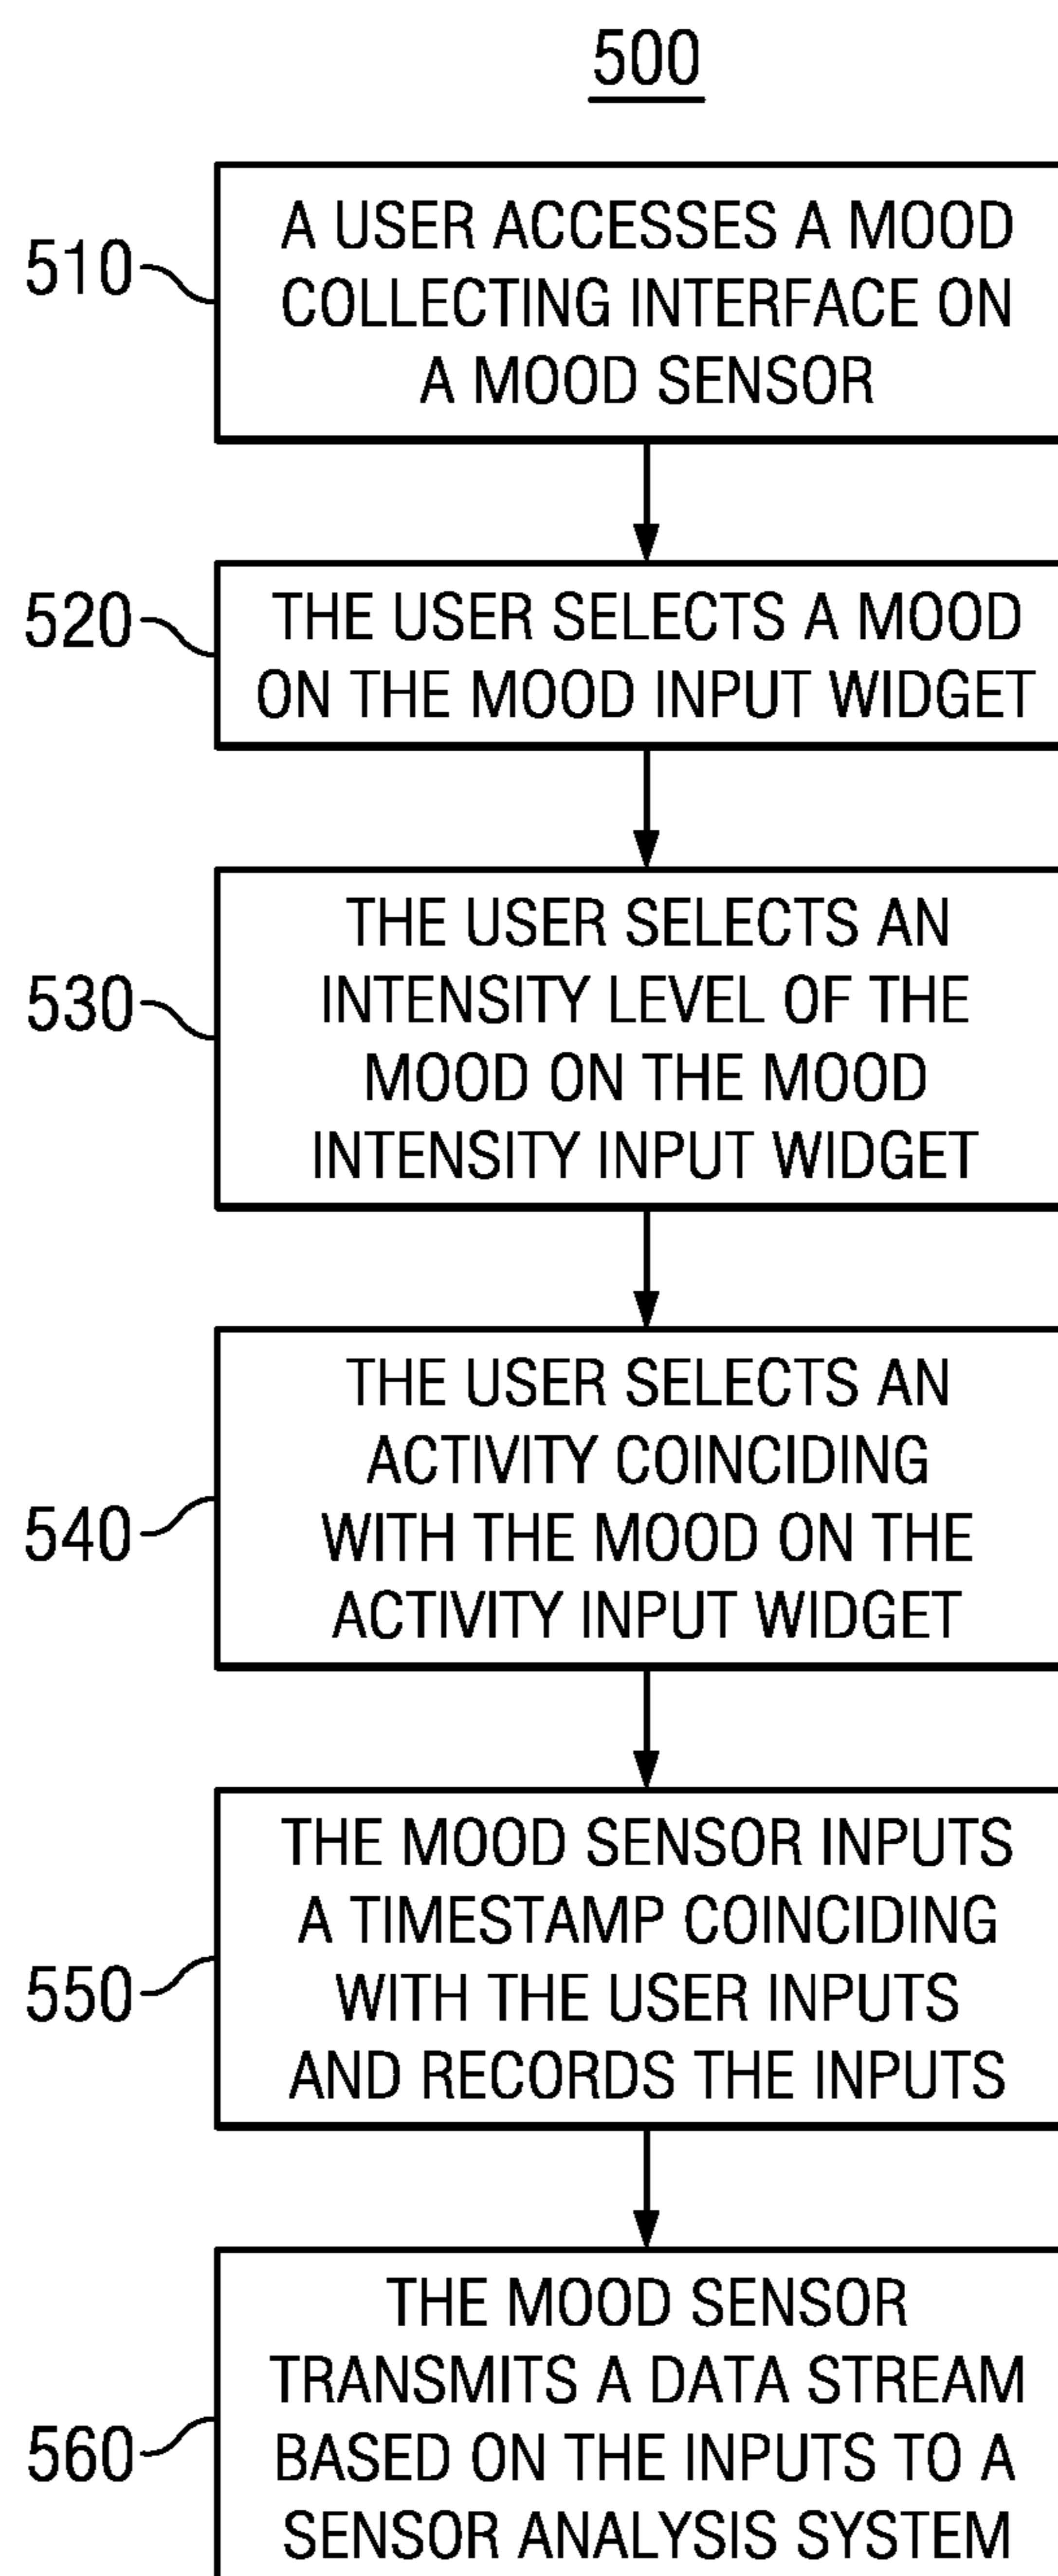 500
510
A USER ACCESSES A MOOD
COLLECTING INTERFACE ON
A MOOD SENSOR
520
THE USER SELECTS A MOOD
ON THE MOOD INPUT WIDGET
530
THE USER SELECTS AN
INTENSITY LEVEL OF THE
MOOD ON THE MOOD
INTENSITY INPUT WIDGET
540
THE USER SELECTS AN
ACTIVITY COINCIDING
WITH THE MOOD ON THE
ACTIVITY INPUT WIDGET
550
THE MOOD SENSOR INPUTS
A TIMESTAMP COINCIDING
WITH THE USER INPUTS
AND RECORDS THE INPUTS
560
THE MOOD SENSOR
TRANSMITS A DATA STREAM
BASED ON THE INPUTS TO A
SENSOR ANALYSIS SYSTEM